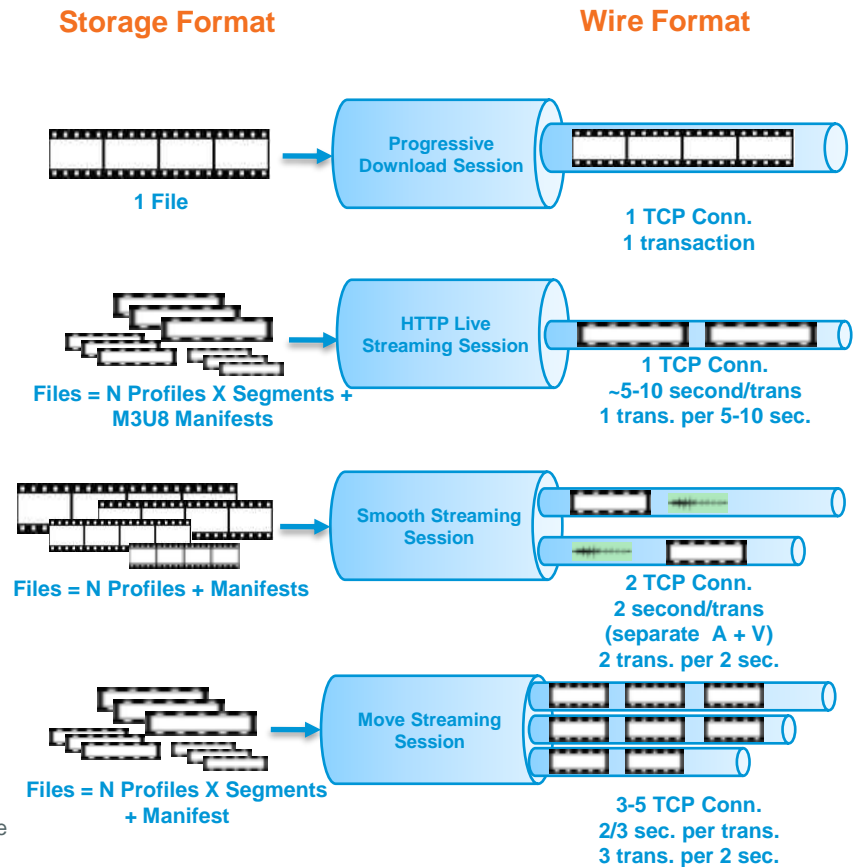 Storage Format
Wire Format
Progressive
Download Session
1 File
1 TCP Conn.
1 transaction
HTTP Live
Streaming Session
Files = N Profiles X Segments +
M3U8 Manifests
1 TCP Conn.
~5-10 second/trans
1 trans. per 5-10 sec.
Smooth Streaming
Session
Files = N Profiles + Manifests
2 TCP Conn.
2 second/trans
(separate A + V)
2 trans. per 2 sec.
Move Streaming
Session
Files = N Profiles X Segments
+ Manifest
3-5 TCP Conn.
2/3 sec. per trans.
3 trans. per 2 sec.
e